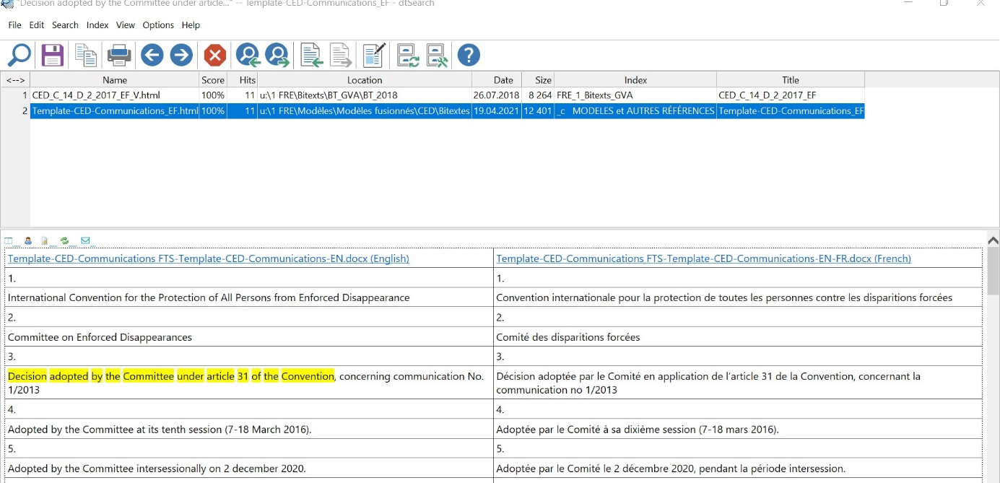 "Decision adopted by the Committee under article..." -- Template-CED-Communications_EF - dtSearch
File Edit Search Index View Options Help
<--> Name Score Hits Location Date Size Index Title
1 CED_C_14_D_2_2017_EF_V.html 100% 11 u:\1 FRE\Bitexts\BT_GVA\BT_2018 26.07.2018 8 264 FRE_1_Bitexts_GVA CED_C_14_D_2_2017_EF
2 Template-CED-Communications_EF.html 100% 11 u:\1 FRE\Modèles\Modèles fusionnés\CED\Bitextes 19.04.2021 12 401 _c MODELES et AUTRES RÉFÉRENCES Template-CED-Communications_EF
Template-CED-Communications FTS-Template-CED-Communications-EN.docx (English) Template-CED-Communications FTS-Template-CED-Communications-EN-FR.docx (French)
1. 1.
International Convention for the Protection of All Persons from Enforced Disappearance Convention internationale pour la protection de toutes les personnes contre les disparitions forcées
2. 2.
Committee on Enforced Disappearances Comité des disparitions forcées
3. 3.
Decision adopted by the Committee under article 31 of the Convention, concerning communication No. Décision adoptée par le Comité en application de l'article 31 de la Convention, concernant la
1/2013 communication no 1/2013
4. 4.
Adopted by the Committee at its tenth session (7-18 March 2016). Adoptée par le Comité à sa dixième session (7-18 mars 2016).
5. 5.
Adopted by the Committee intersessionally on 2 december 2020. Adoptée par le Comité le 2 décembre 2020, pendant la période intersession.